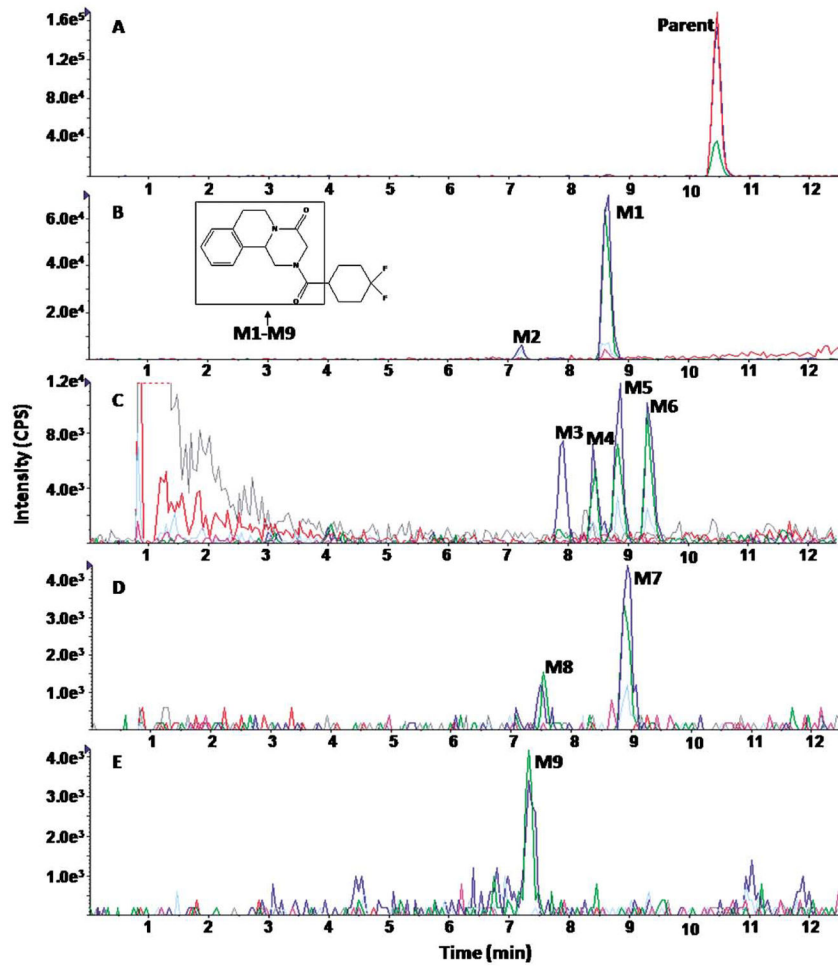 A
Parent
1.6e⁵
1.2e⁵
8.0e⁴
4.0e⁴
1 2 3 4 5 6 7 8 9 10 11 12
B
M1
6.0e⁴
4.0e⁴
2.0e⁴
N
O
N
O
F
F
M1-M9
M2
1 2 3 4 5 6 7 8 9 10 11 12
C
1.2e⁴
8.0e³
4.0e³
M3
M4
M5
M6
1 2 3 4 5 6 7 8 9 10 11 12
Intensity (CPS)
D
4.0e³
3.0e³
1.0e³
M7
M8
1 2 3 4 5 6 7 8 9 10 11 12
E
4.0e³
3.0e³
1.0e³
M9
1 2 3 4 5 6 7 8 9 10 11 12
Time (min)